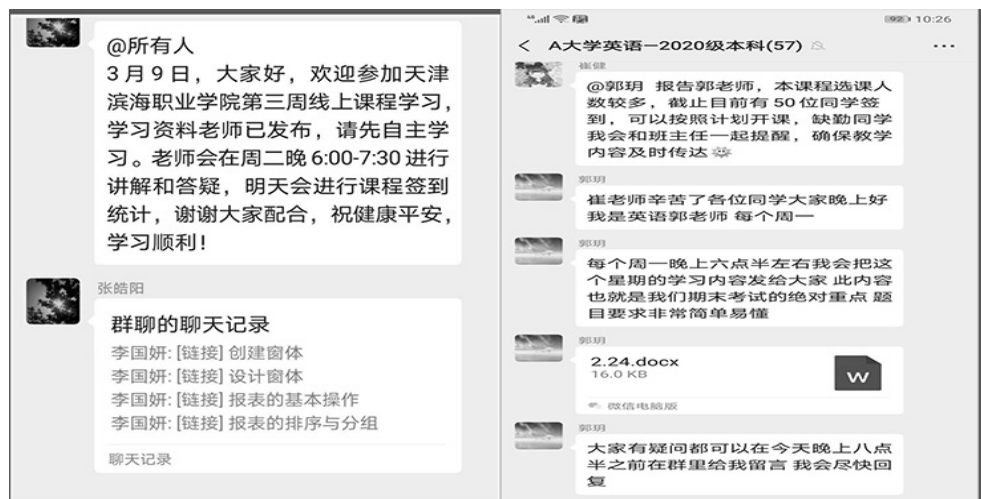 @所有人
3月9日，大家好，欢迎参加天津
滨海职业学院第三周线上课程学习，
学习资料老师已发布，请先自主学
习。老师会在周二晚6:00-7:30进行
讲解和答疑，明天会进行课程签到
统计，谢谢大家配合，祝健康平安，
学习顺利！
张皓阳
群聊的聊天记录
李国妍: [链接] 创建窗体
李国妍: [链接] 设计窗体
李国妍: [链接] 报表的基本操作
李国妍: [链接] 报表的排序与分组
聊天记录
92 10:26
A大学英语—2020级本科(57)
崔健
@郭玥 报告郭老师，本课程选课人
数较多，截止目前有50位同学签
到，可以按照计划开课，缺勤同学
我会和班主任一起提醒，确保教学
内容及时传达
郭玥
崔老师辛苦了各位同学大家晚上好
我是英语郭老师 每个周一
郭玥
每个周一晚上六点半左右我会把这
个星期的学习内容发给大家 此内容
也就是我们期末考试的绝对重点 题
目要求非常简单易懂
郭玥
2.24.docx
16.0 KB
W
微信电脑版
郭玥
大家有疑问都可以在今天晚上八点
半之前在群里给我留言 我会尽快回
复